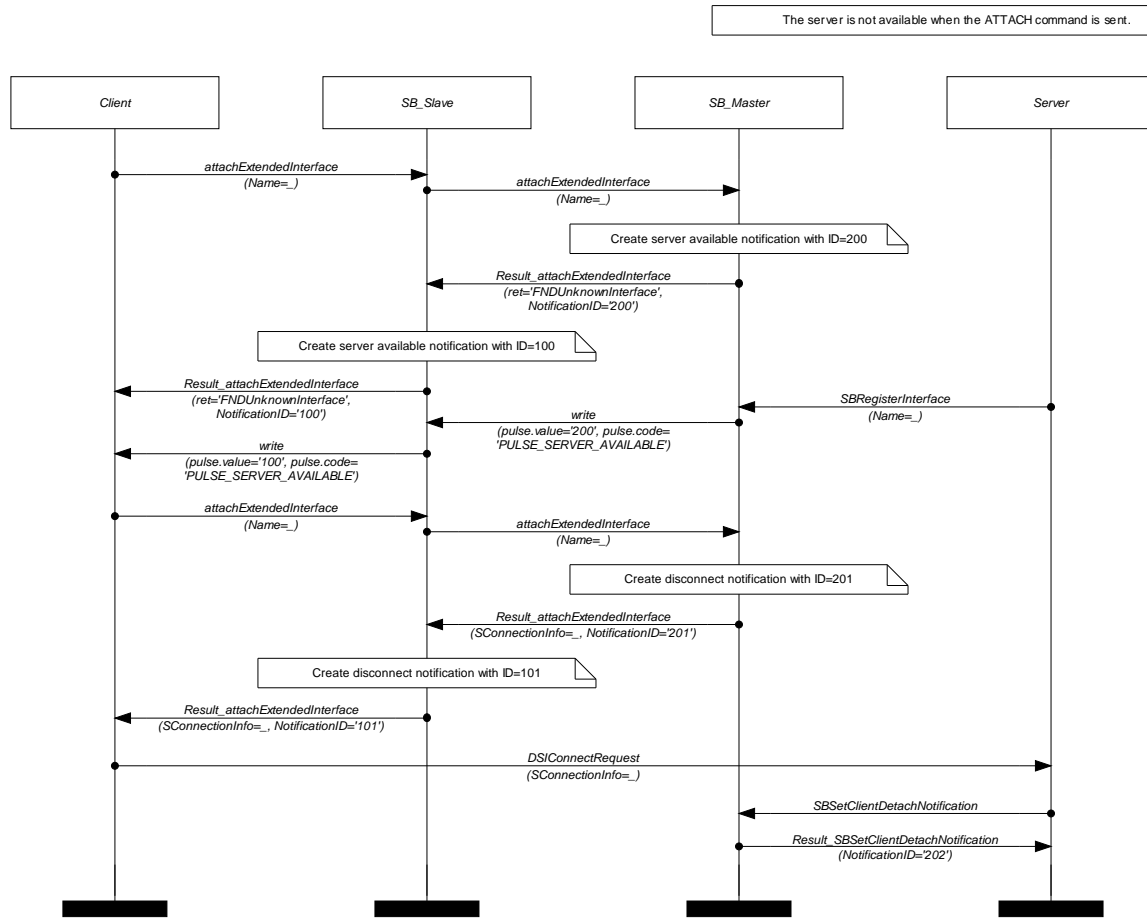 The server is not available when the ATTACH command is sent.
Client
SB_Slave
SB_Master
Server
attachExtendedInterface
(Name=_)
attachExtendedInterface
(Name=_)
Create server available notification with ID=200
Result_attachExtendedInterface
(ret='FNDUnknownInterface',
NotificationID='200')
Create server available notification with ID=100
Result_attachExtendedInterface
(ret='FNDUnknownInterface',
NotificationID='100')
SBRegisterInterface
(Name=_)
write
(pulse.value='200', pulse.code=
'PULSE_SERVER_AVAILABLE')
write
(pulse.value='100', pulse.code=
'PULSE_SERVER_AVAILABLE')
attachExtendedInterface
(Name=_)
attachExtendedInterface
(Name=_)
Create disconnect notification with ID=201
Result_attachExtendedInterface
(SConnectionInfo=_, NotificationID='201')
Create disconnect notification with ID=101
Result_attachExtendedInterface
(SConnectionInfo=_, NotificationID='101')
DSIConnectRequest
(SConnectionInfo=_)
SBSetClientDetachNotification
Result_SBSetClientDetachNotification
(NotificationID='202')